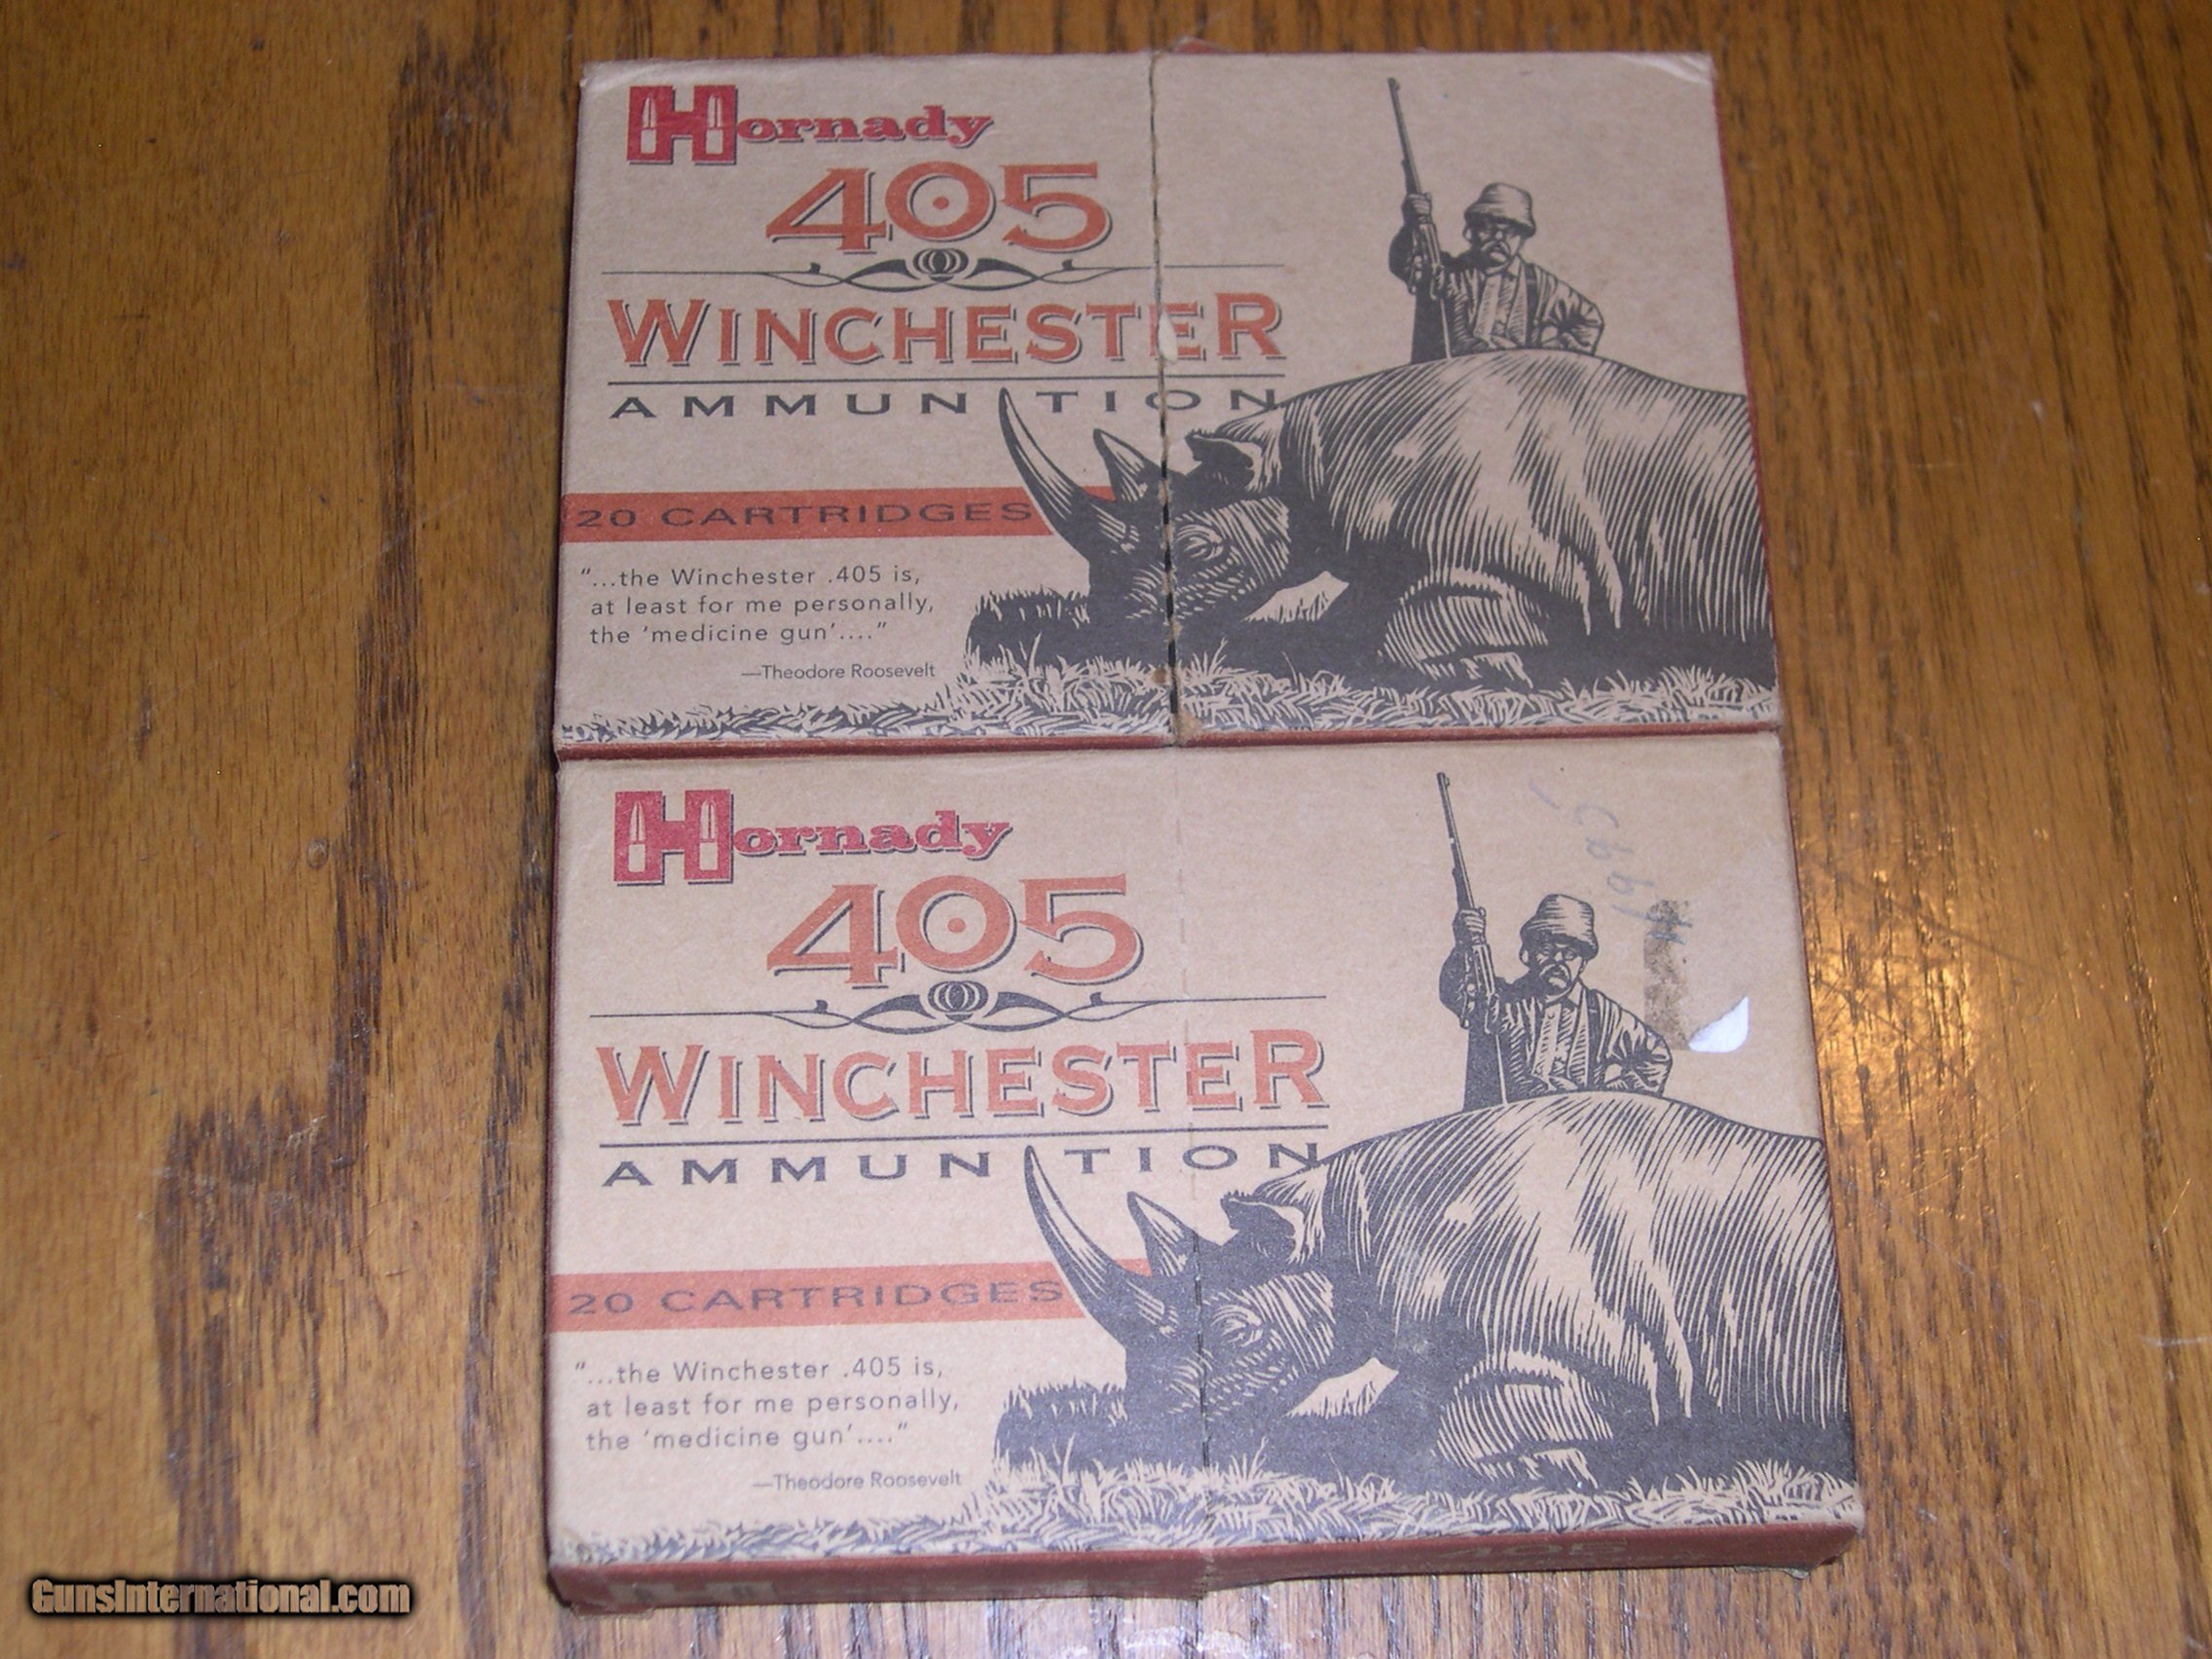 Hornady
405
WINCHESTER
AMMUNITION
20 CARTRIDGES
"...the Winchester .405 is,
at least for me personally,
the 'medicine gun'...."
—Theodore Roosevelt
Hornady
405
WINCHESTER
AMMUNITION
20 CARTRIDGES
"...the Winchester .405 is,
at least for me personally,
the 'medicine gun'...."
—Theodore Roosevelt
405
GunsInternational.com